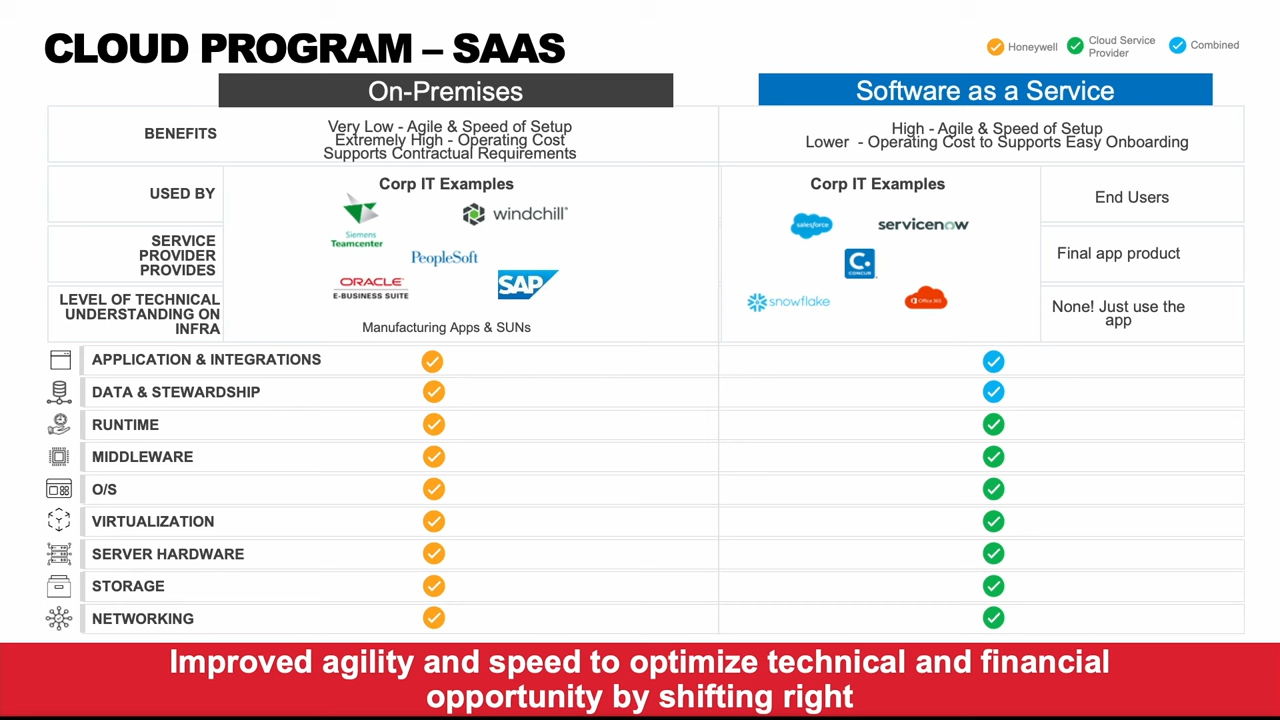 CLOUD PROGRAM – SAAS
Honeywell
Cloud Service
Provider
Combined
On-Premises
Software as a Service
BENEFITS
Very Low - Agile & Speed of Setup
Extremely High - Operating Cost
Supports Contractual Requirements
High - Agile & Speed of Setup
Lower - Operating Cost to Supports Easy Onboarding
USED BY
Corp IT Examples
Siemens
Teamcenter
windchill
PeopleSoft
ORACLE
E-BUSINESS SUITE
SAP
Manufacturing Apps & SUNs
Corp IT Examples
salesforce
servicenow
C.
CONCUR
snowflake
Office 365
End Users
SERVICE
PROVIDER
PROVIDES
Final app product
LEVEL OF TECHNICAL
UNDERSTANDING ON
INFRA
None! Just use the
app
APPLICATION & INTEGRATIONS
DATA & STEWARDSHIP
RUNTIME
MIDDLEWARE
O/S
VIRTUALIZATION
SERVER HARDWARE
STORAGE
NETWORKING
Improved agility and speed to optimize technical and financial
opportunity by shifting right